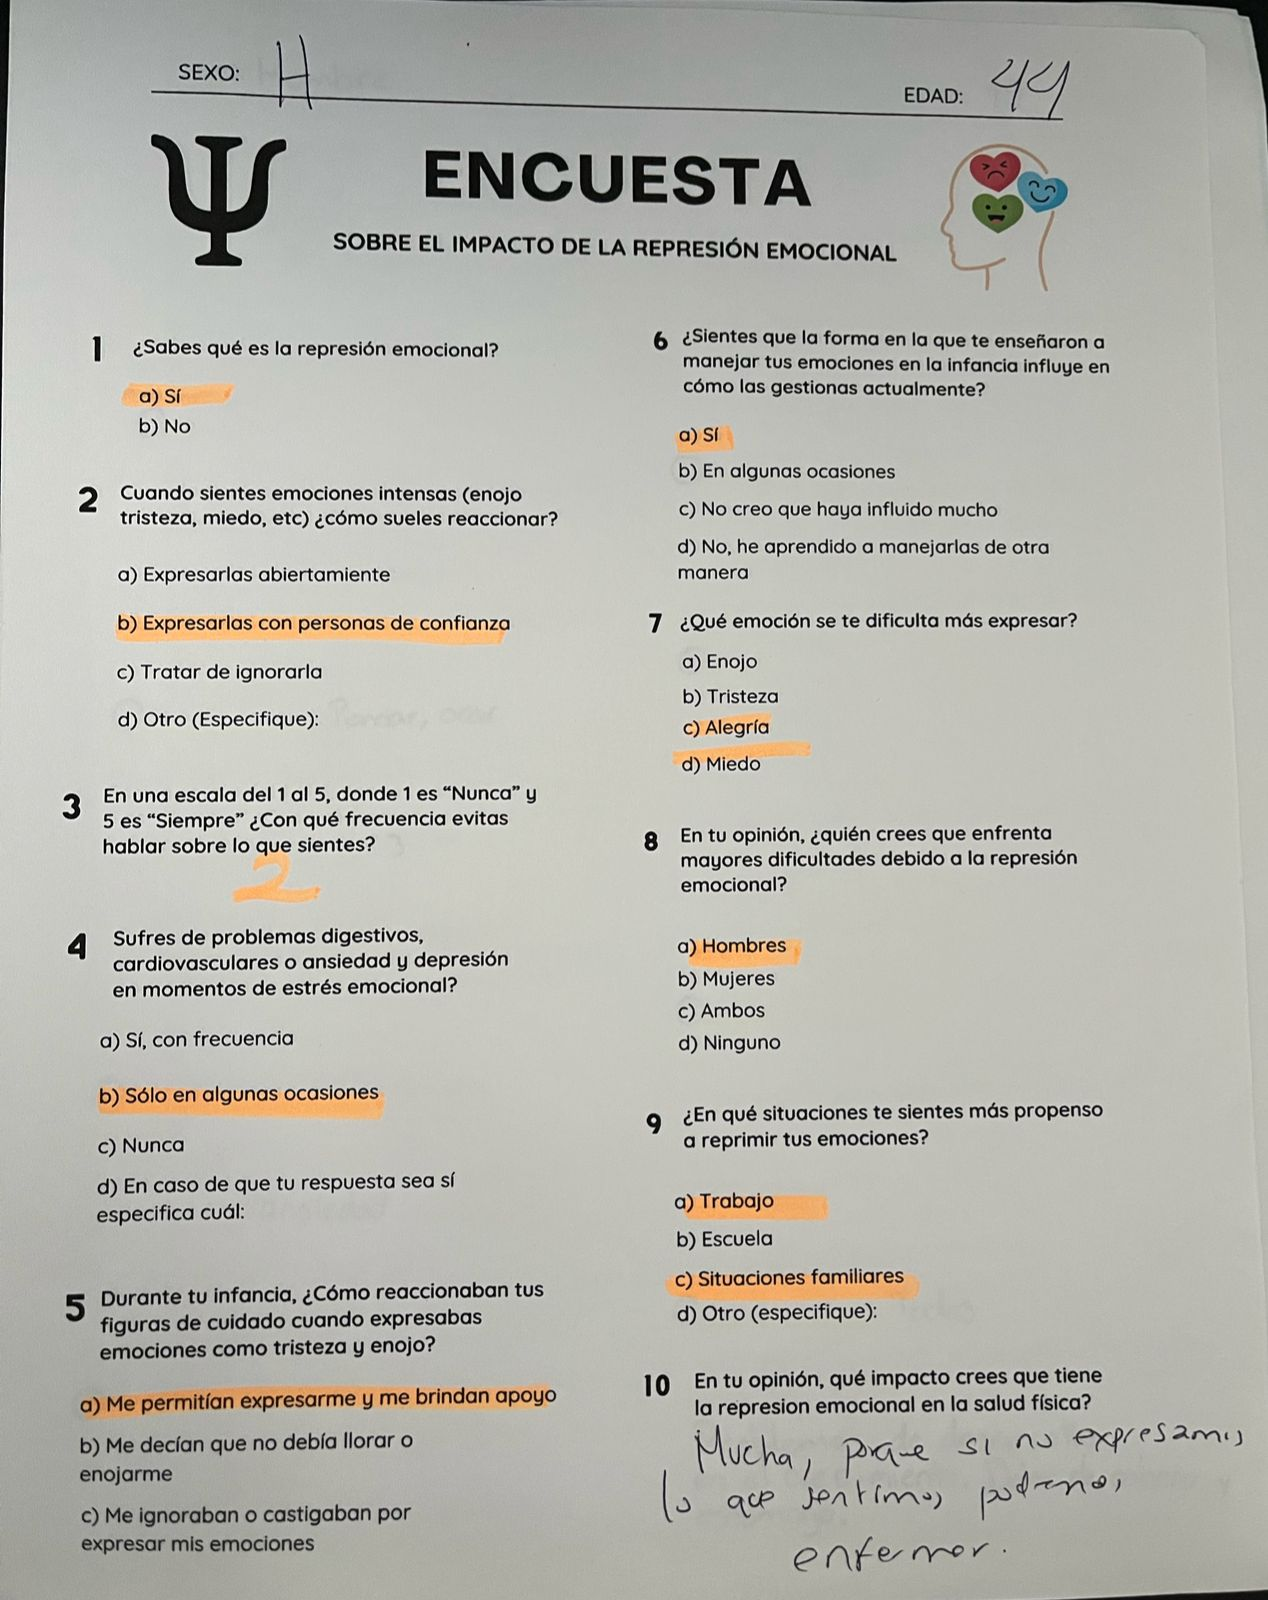 SEXO: H
EDAD: 44
ENCUESTA
SOBRE EL IMPACTO DE LA REPRESIÓN EMOCIONAL
1 ¿Sabes qué es la represión emocional?
a) Sí
b) No
2 Cuando sientes emociones intensas (enojo
tristeza, miedo, etc) ¿cómo sueles reaccionar?
a) Expresarlas abiertamiente
b) Expresarlas con personas de confianza
c) Tratar de ignorarla
d) Otro (Especifique):
3 En una escala del 1 al 5, donde 1 es “Nunca” y
5 es “Siempre” ¿Con qué frecuencia evitas
hablar sobre lo que sientes?
2
4 Sufres de problemas digestivos,
cardiovasculares o ansiedad y depresión
en momentos de estrés emocional?
a) Sí, con frecuencia
b) Sólo en algunas ocasiones
c) Nunca
d) En caso de que tu respuesta sea sí
especifica cuál:
5 Durante tu infancia, ¿Cómo reaccionaban tus
figuras de cuidado cuando expresabas
emociones como tristeza y enojo?
a) Me permitían expresarme y me brindan apoyo
b) Me decían que no debía llorar o
enojarme
c) Me ignoraban o castigaban por
expresar mis emociones
6 ¿Sientes que la forma en la que te enseñaron a
manejar tus emociones en la infancia influye en
cómo las gestionas actualmente?
a) Sí
b) En algunas ocasiones
c) No creo que haya influido mucho
d) No, he aprendido a manejarlas de otra
manera
7 ¿Qué emoción se te dificulta más expresar?
a) Enojo
b) Tristeza
c) Alegría
d) Miedo
8 En tu opinión, ¿quién crees que enfrenta
mayores dificultades debido a la represión
emocional?
a) Hombres
b) Mujeres
c) Ambos
d) Ninguno
9 ¿En qué situaciones te sientes más propenso
a reprimir tus emociones?
a) Trabajo
b) Escuela
c) Situaciones familiares
d) Otro (especifique):
10 En tu opinión, qué impacto crees que tiene
la represion emocional en la salud física?
Mucha, porque si no expresamos
lo que sentimos podremos
enfermar.